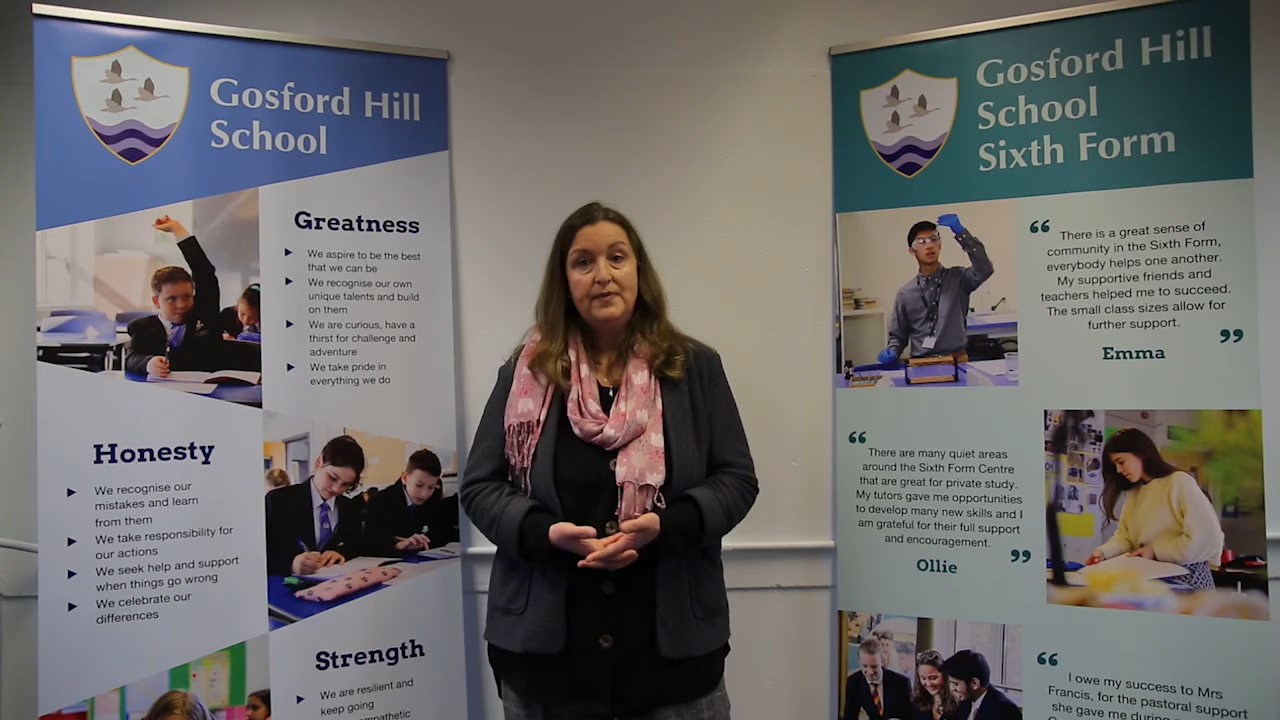 Gosford Hill
School
Greatness
We aspire to be the best
that we can be
We recognise our own
unique talents and build
on them
We are curious, have a
thirst for challenge and
adventure
We take pride in
everything we do
Honesty
We recognise our
mistakes and learn
from them
We take responsibility for
our actions
We seek help and support
when things go wrong
We celebrate our
differences
Strength
We are resilient and
keep going
Gosford Hill
School
Sixth Form
“ There is a great sense of
community in the Sixth Form,
everybody helps one another.
My supportive friends and
teachers helped me to succeed.
The small class sizes allow for
further support. ”
Emma
“ There are many quiet areas
around the Sixth Form Centre
that are great for private study.
My tutors gave me opportunities
to develop many new skills and I
am grateful for their full support
and encouragement. ”
Ollie
“ I owe my success to Mrs
Francis, for the pastoral support
she gave me during